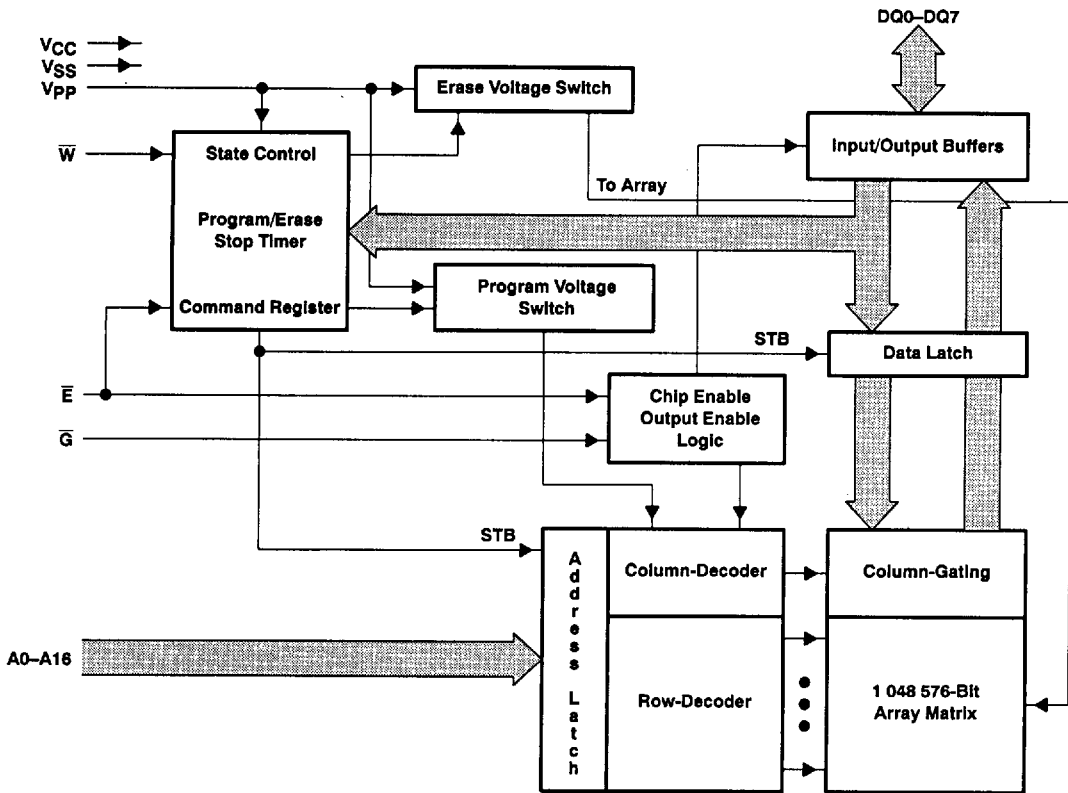 DQ0–DQ7
VCC
VSS
VPP
Erase Voltage Switch
W̅
State Control
Input/Output Buffers
To Array
Program/Erase
Stop Timer
Program Voltage
Switch
Command Register
STB
Data Latch
E̅
Chip Enable
Output Enable
Logic
G̅
STB
Address Latch
Column-Decoder
Column-Gating
A0–A16
Row-Decoder
1 048 576-Bit
Array Matrix